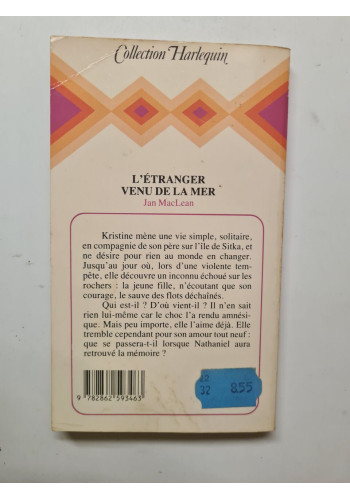 Collection Harlequin
L'ÉTRANGER
VENU DE LA MER
Jan MacLean
Kristine mène une vie simple, solitaire,
en compagnie de son père sur l'île de Sitka, et
ne désire pour rien au monde en changer.
Jusqu'au jour où, lors d'une violente tem-
pête, elle découvre un inconnu échoué sur les
rochers : la jeune fille, n'écoutant que son
courage, le sauve des flots déchaînés.
Qui est-il ? D'où vient-il ? Il n'en sait
rien lui-même car le choc l'a rendu amnési-
que. Mais peu importe, elle l'aime déjà. Elle
tremble cependant pour son amour tout neuf :
que se passera-t-il lorsque Nathaniel aura
retrouvé la mémoire ?
9 782862 593463
22
32
855